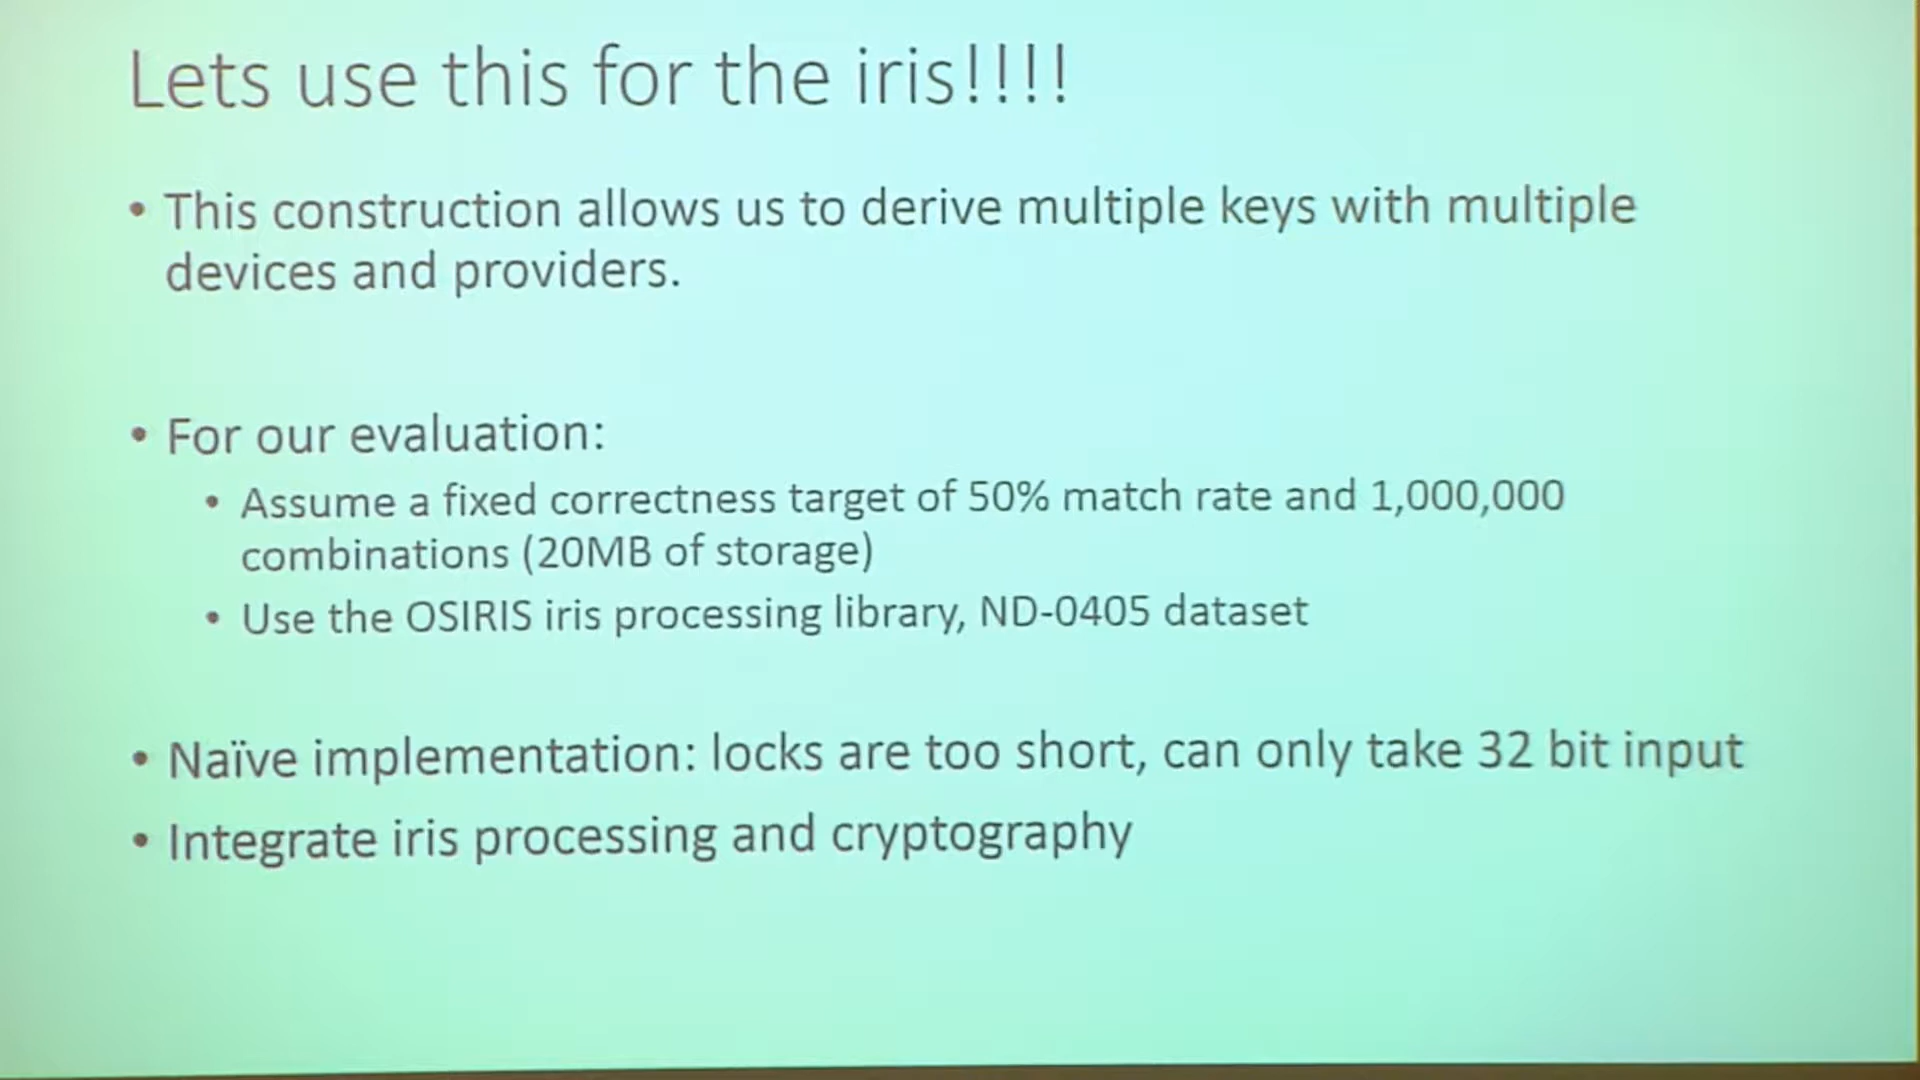 Lets use this for the iris!!!!
• This construction allows us to derive multiple keys with multiple
devices and providers.
• For our evaluation:
• Assume a fixed correctness target of 50% match rate and 1,000,000
combinations (20MB of storage)
• Use the OSIRIS iris processing library, ND-0405 dataset
• Naïve implementation: locks are too short, can only take 32 bit input
• Integrate iris processing and cryptography